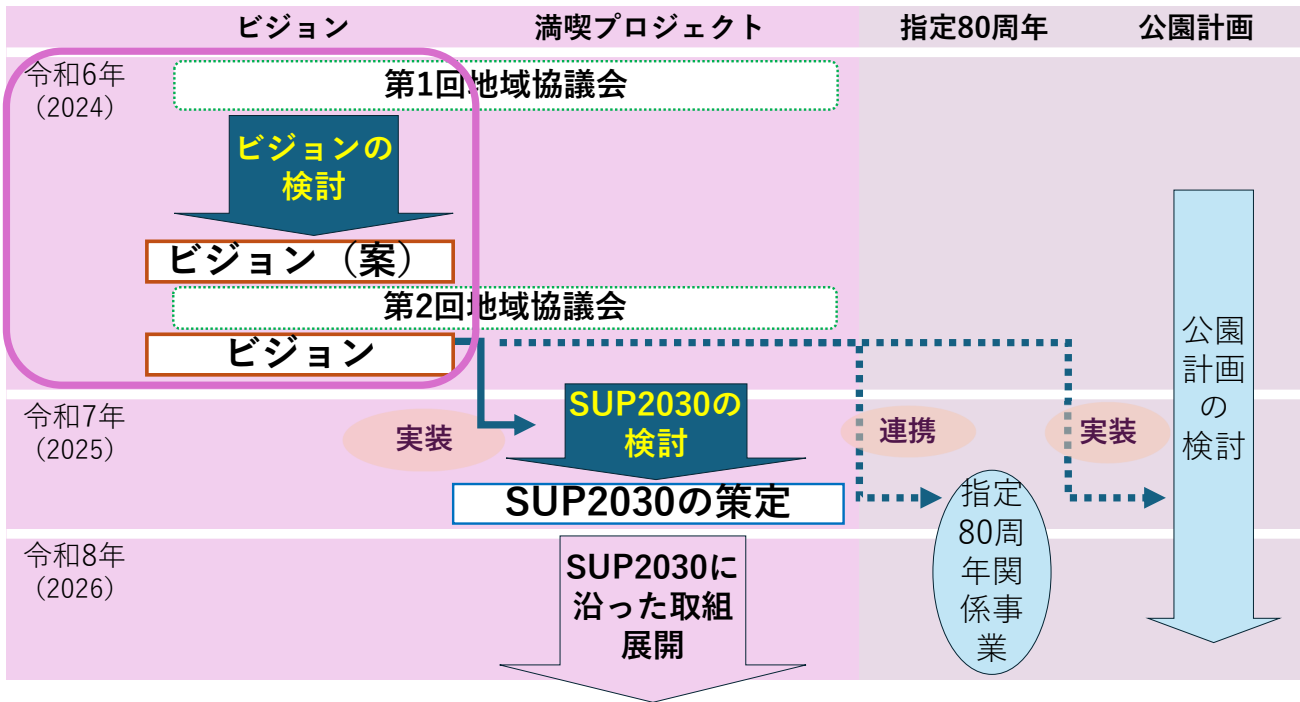 ビジョン
満喫プロジェクト
指定80周年
公園計画
令和6年
(2024)
第1回地域協議会
ビジョンの
検討
ビジョン（案）
第2回地域協議会
ビジョン
令和7年
(2025)
実装
SUP2030の
検討
連携
実装
SUP2030の策定
公園
計画
の
検討
指定
80周
年関
係事
業
令和8年
(2026)
SUP2030に
沿った取組
展開